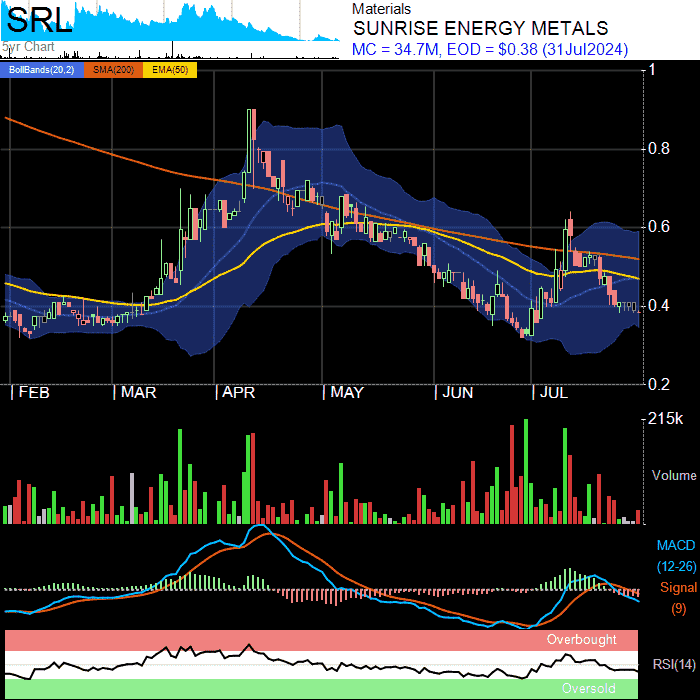 SRL
5yr Chart
Materials
SUNRISE ENERGY METALS
MC = 34.7M, EOD = $0.38 (31Jul2024)
BollBands(20,2) SMA(200) EMA(50)
1
0.8
0.6
0.4
0.2
FEB MAR APR MAY JUN JUL
215k
Volume
MACD
(12-26)
Signal
(9)
Overbought
RSI(14)
Oversold